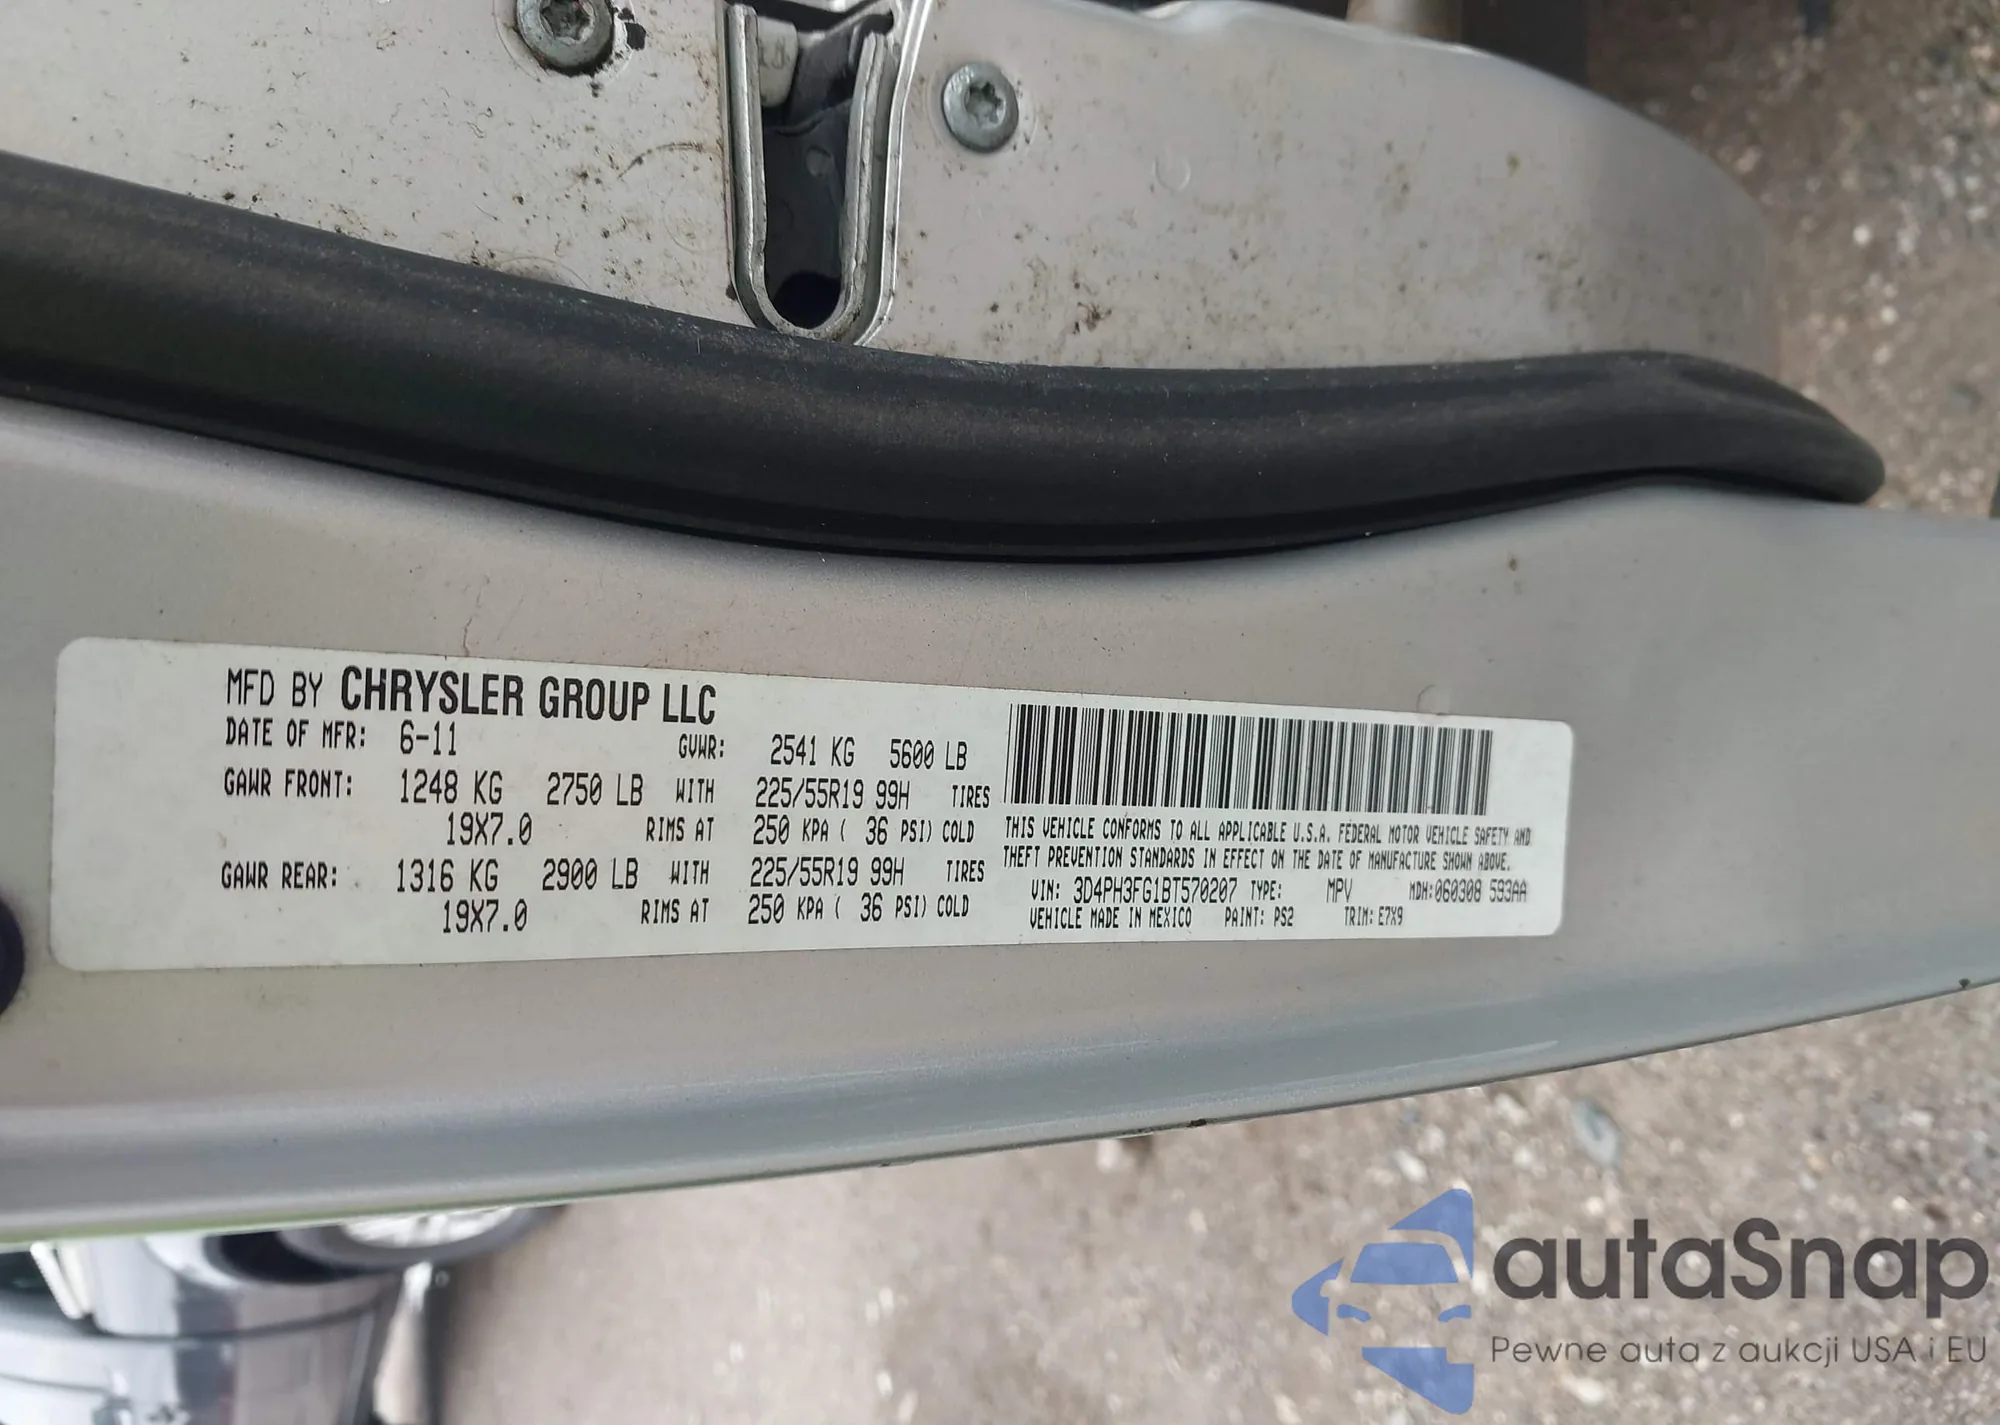 MFD BY CHRYSLER GROUP LLC
DATE OF MFR: 6-11 GVWR: 2541 KG 5600 LB
GAWR FRONT: 1248 KG 2750 LB WITH 225/55R19 99H TIRES
19X7.0 RIMS AT 250 KPA ( 36 PSI) COLD
GAWR REAR: 1316 KG 2900 LB WITH 225/55R19 99H TIRES
19X7.0 RIMS AT 250 KPA ( 36 PSI) COLD
THIS VEHICLE CONFORMS TO ALL APPLICABLE U.S.A. FEDERAL MOTOR VEHICLE SAFETY AND
THEFT PREVENTION STANDARDS IN EFFECT ON THE DATE OF MANUFACTURE SHOWN ABOVE.
VIN: 3D4PH3FG1BT570207 TYPE: MPV MDH:060308 593AA
VEHICLE MADE IN MEXICO PAINT: PS2 TRIM: E7X9
autaSnap
Pewne auta z aukcji USA i EU